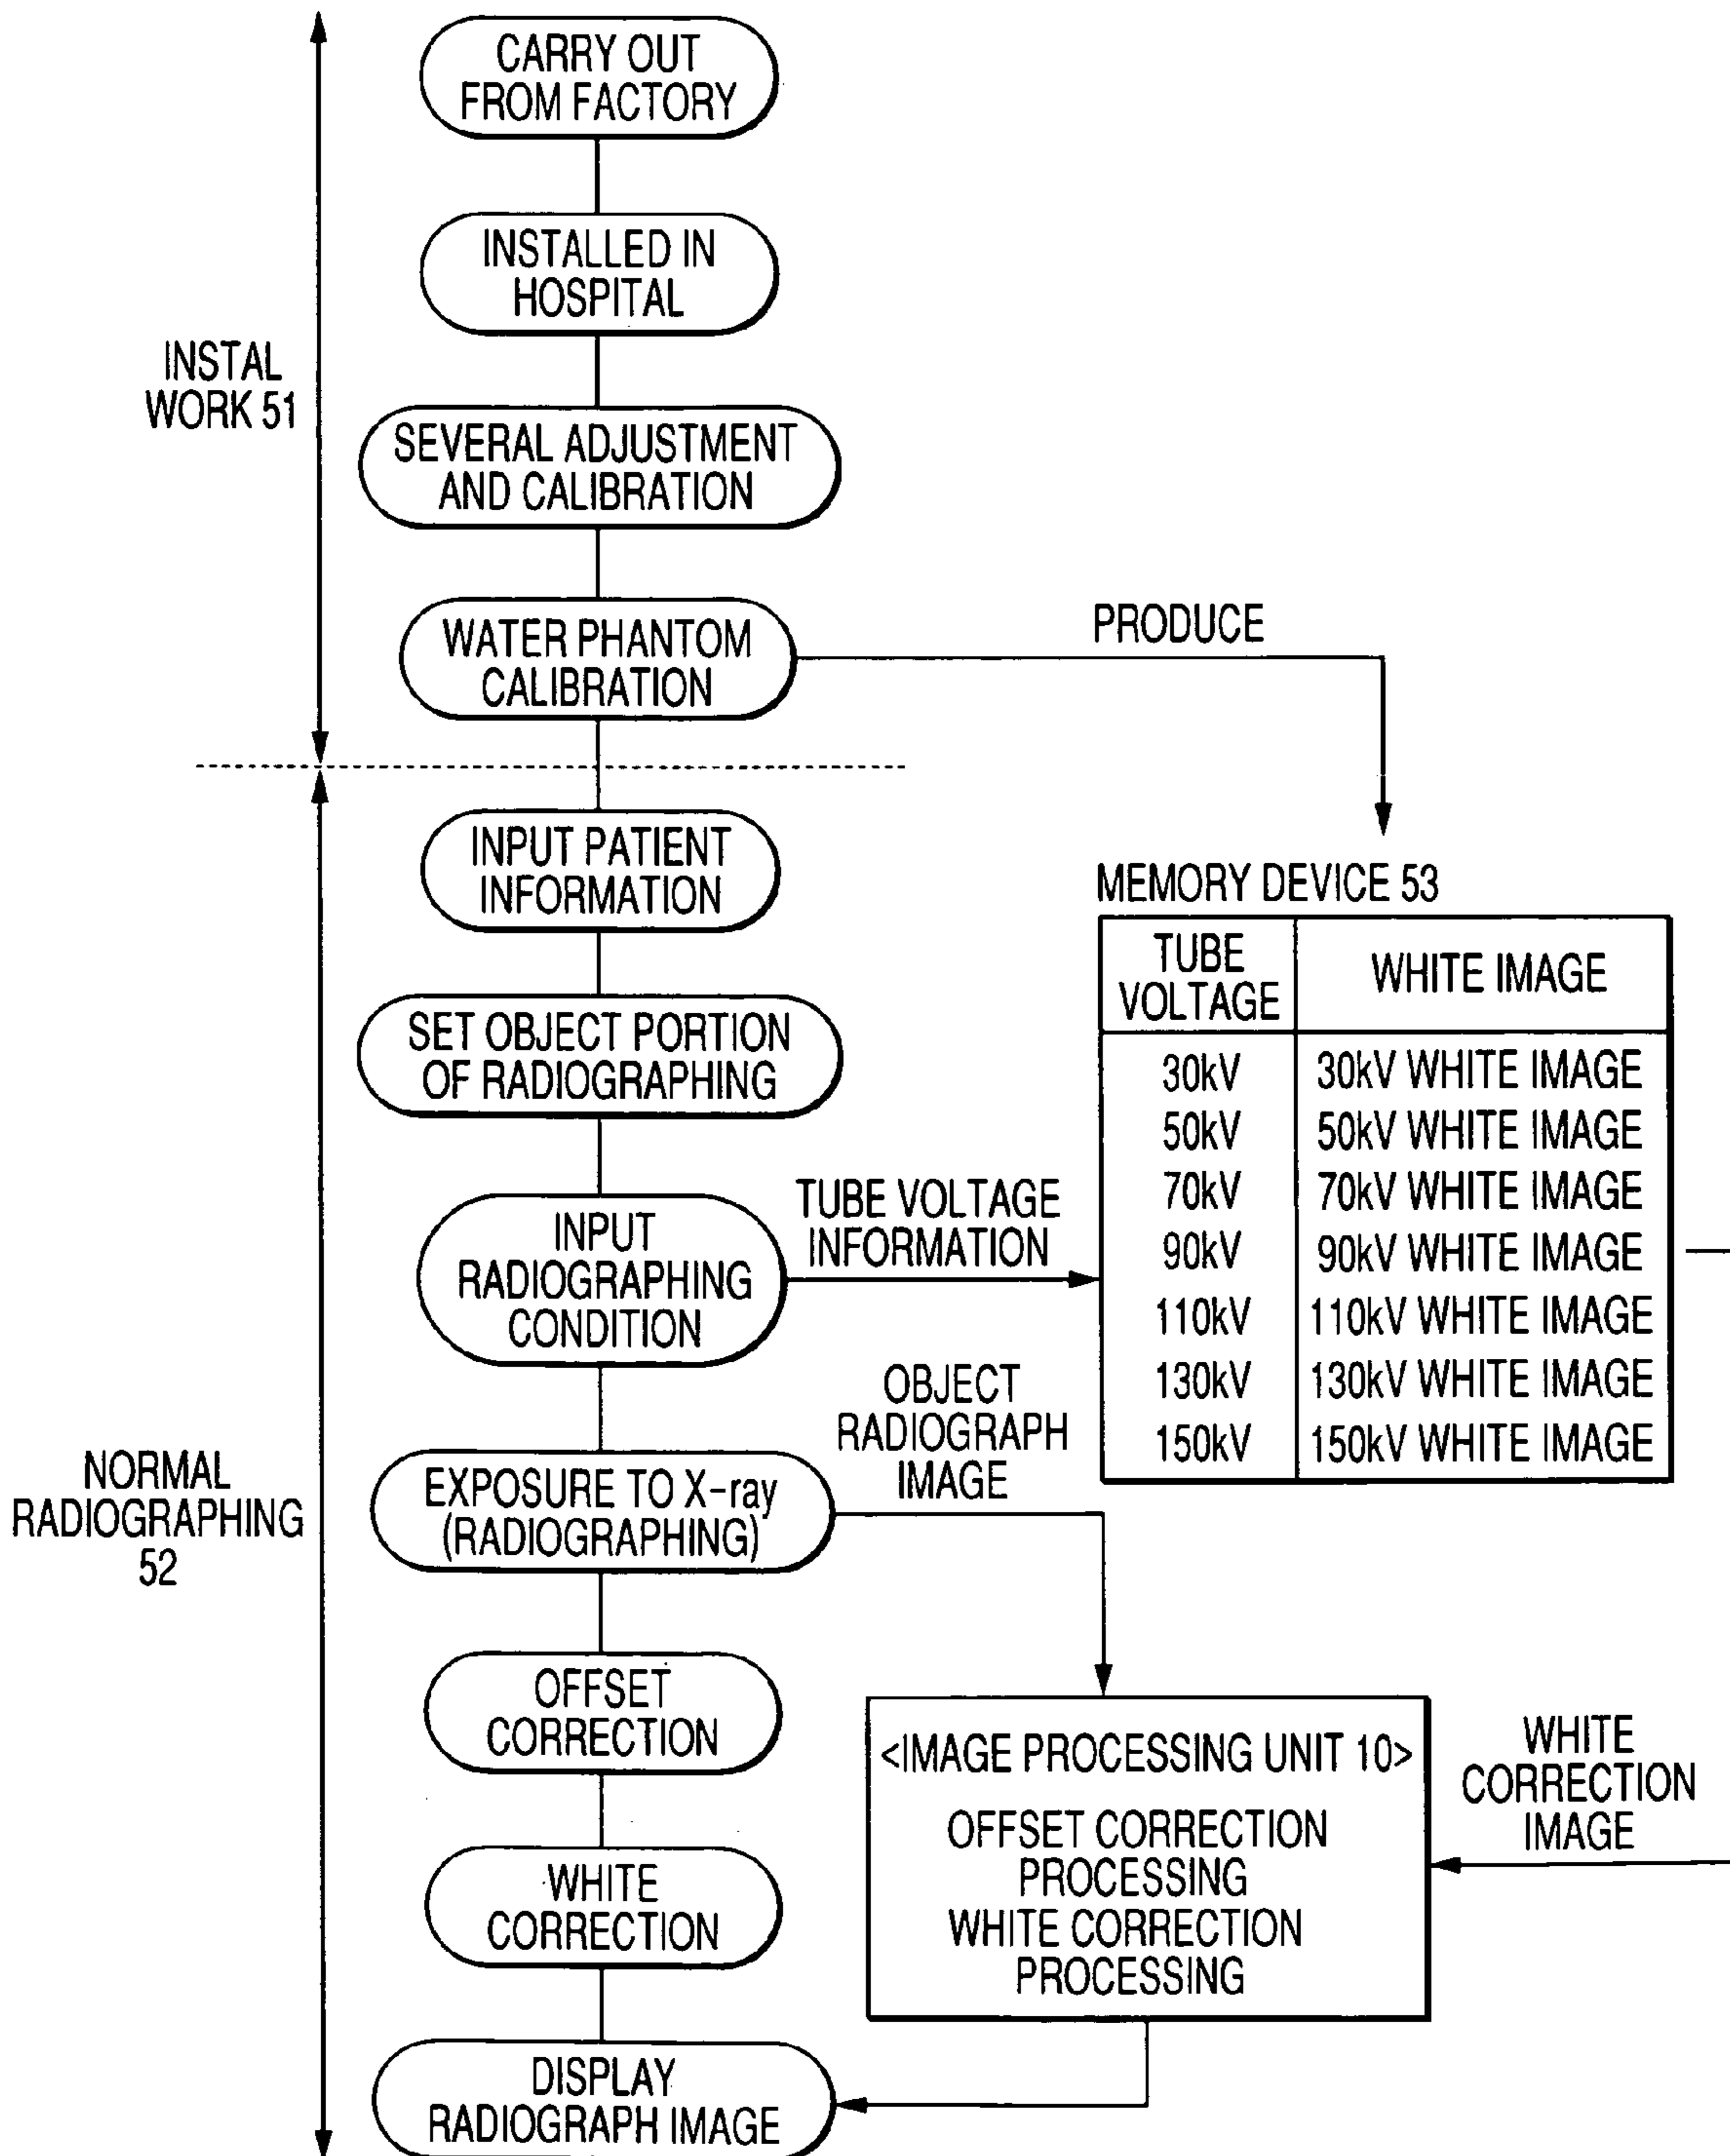 CARRY OUT
FROM FACTORY
INSTALLED IN
HOSPITAL
INSTAL
WORK 51
SEVERAL ADJUSTMENT
AND CALIBRATION
WATER PHANTOM
CALIBRATION
PRODUCE
INPUT PATIENT
INFORMATION
SET OBJECT PORTION
OF RADIOGRAPHING
INPUT
RADIOGRAPHING
CONDITION
TUBE VOLTAGE
INFORMATION
MEMORY DEVICE 53
TUBE
VOLTAGE
WHITE IMAGE
30kV 30kV WHITE IMAGE
50kV 50kV WHITE IMAGE
70kV 70kV WHITE IMAGE
90kV 90kV WHITE IMAGE
110kV 110kV WHITE IMAGE
130kV 130kV WHITE IMAGE
150kV 150kV WHITE IMAGE
NORMAL
RADIOGRAPHING
52
EXPOSURE TO X-ray
(RADIOGRAPHING)
OBJECT
RADIOGRAPH
IMAGE
OFFSET
CORRECTION
WHITE
CORRECTION
<IMAGE PROCESSING UNIT 10>
OFFSET CORRECTION
PROCESSING
WHITE CORRECTION
PROCESSING
WHITE
CORRECTION
IMAGE
DISPLAY
RADIOGRAPH IMAGE